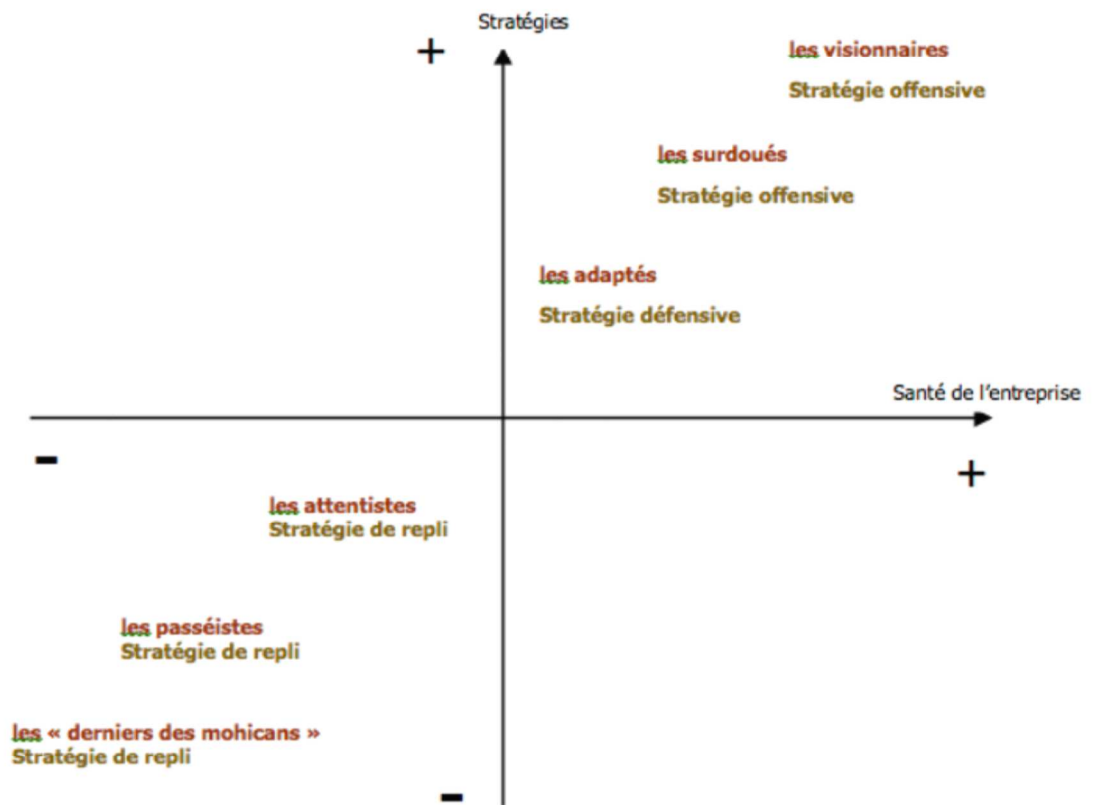 Stratégies
+
les visionnaires
Stratégie offensive
les surdoués
Stratégie offensive
les adaptés
Stratégie défensive
Santé de l'entreprise
-
+
les attentistes
Stratégie de repli
les passéistes
Stratégie de repli
les « derniers des mohicans »
Stratégie de repli
-